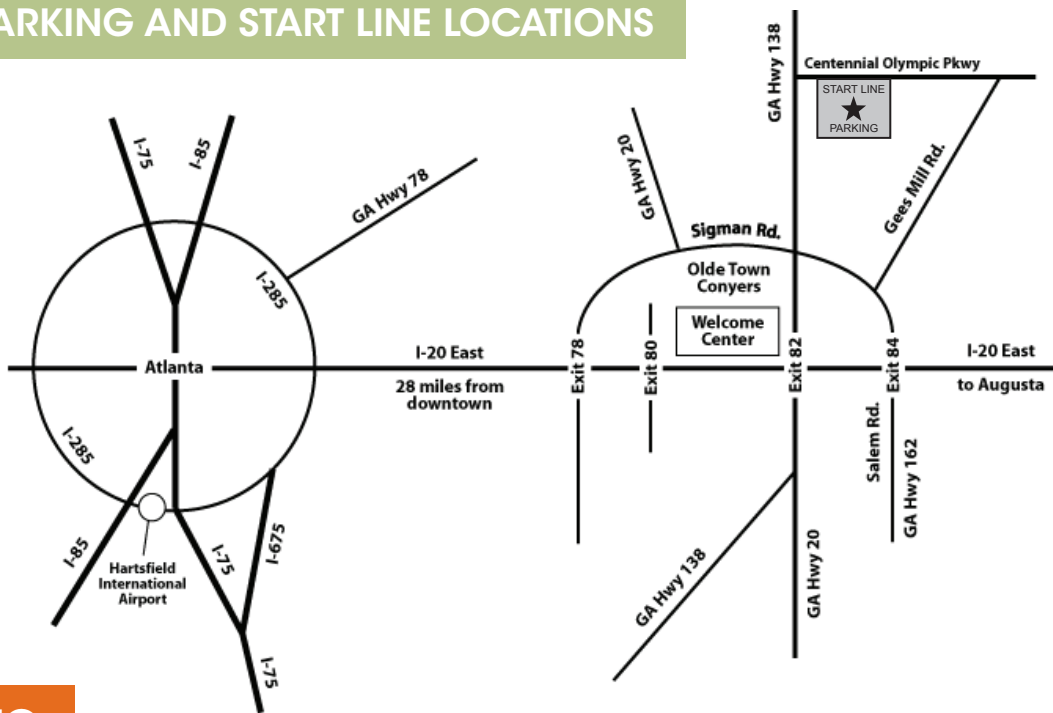 ARKING AND START LINE LOCATIONS
GA Hwy 138
Centennial Olympic Pkwy
START LINE
PARKING
I-75
I-85
GA Hwy 78
GA Hwy 20
Gees Mill Rd.
Sigman Rd.
I-285
Olde Town
Conyers
Welcome
Center
Atlanta
I-20 East
28 miles from
downtown
Exit 78
Exit 80
Exit 82
Exit 84
I-20 East
to Augusta
I-285
Salem Rd.
GA Hwy 162
I-85
Hartsfield
International
Airport
I-75
I-675
GA Hwy 138
GA Hwy 20
I-75